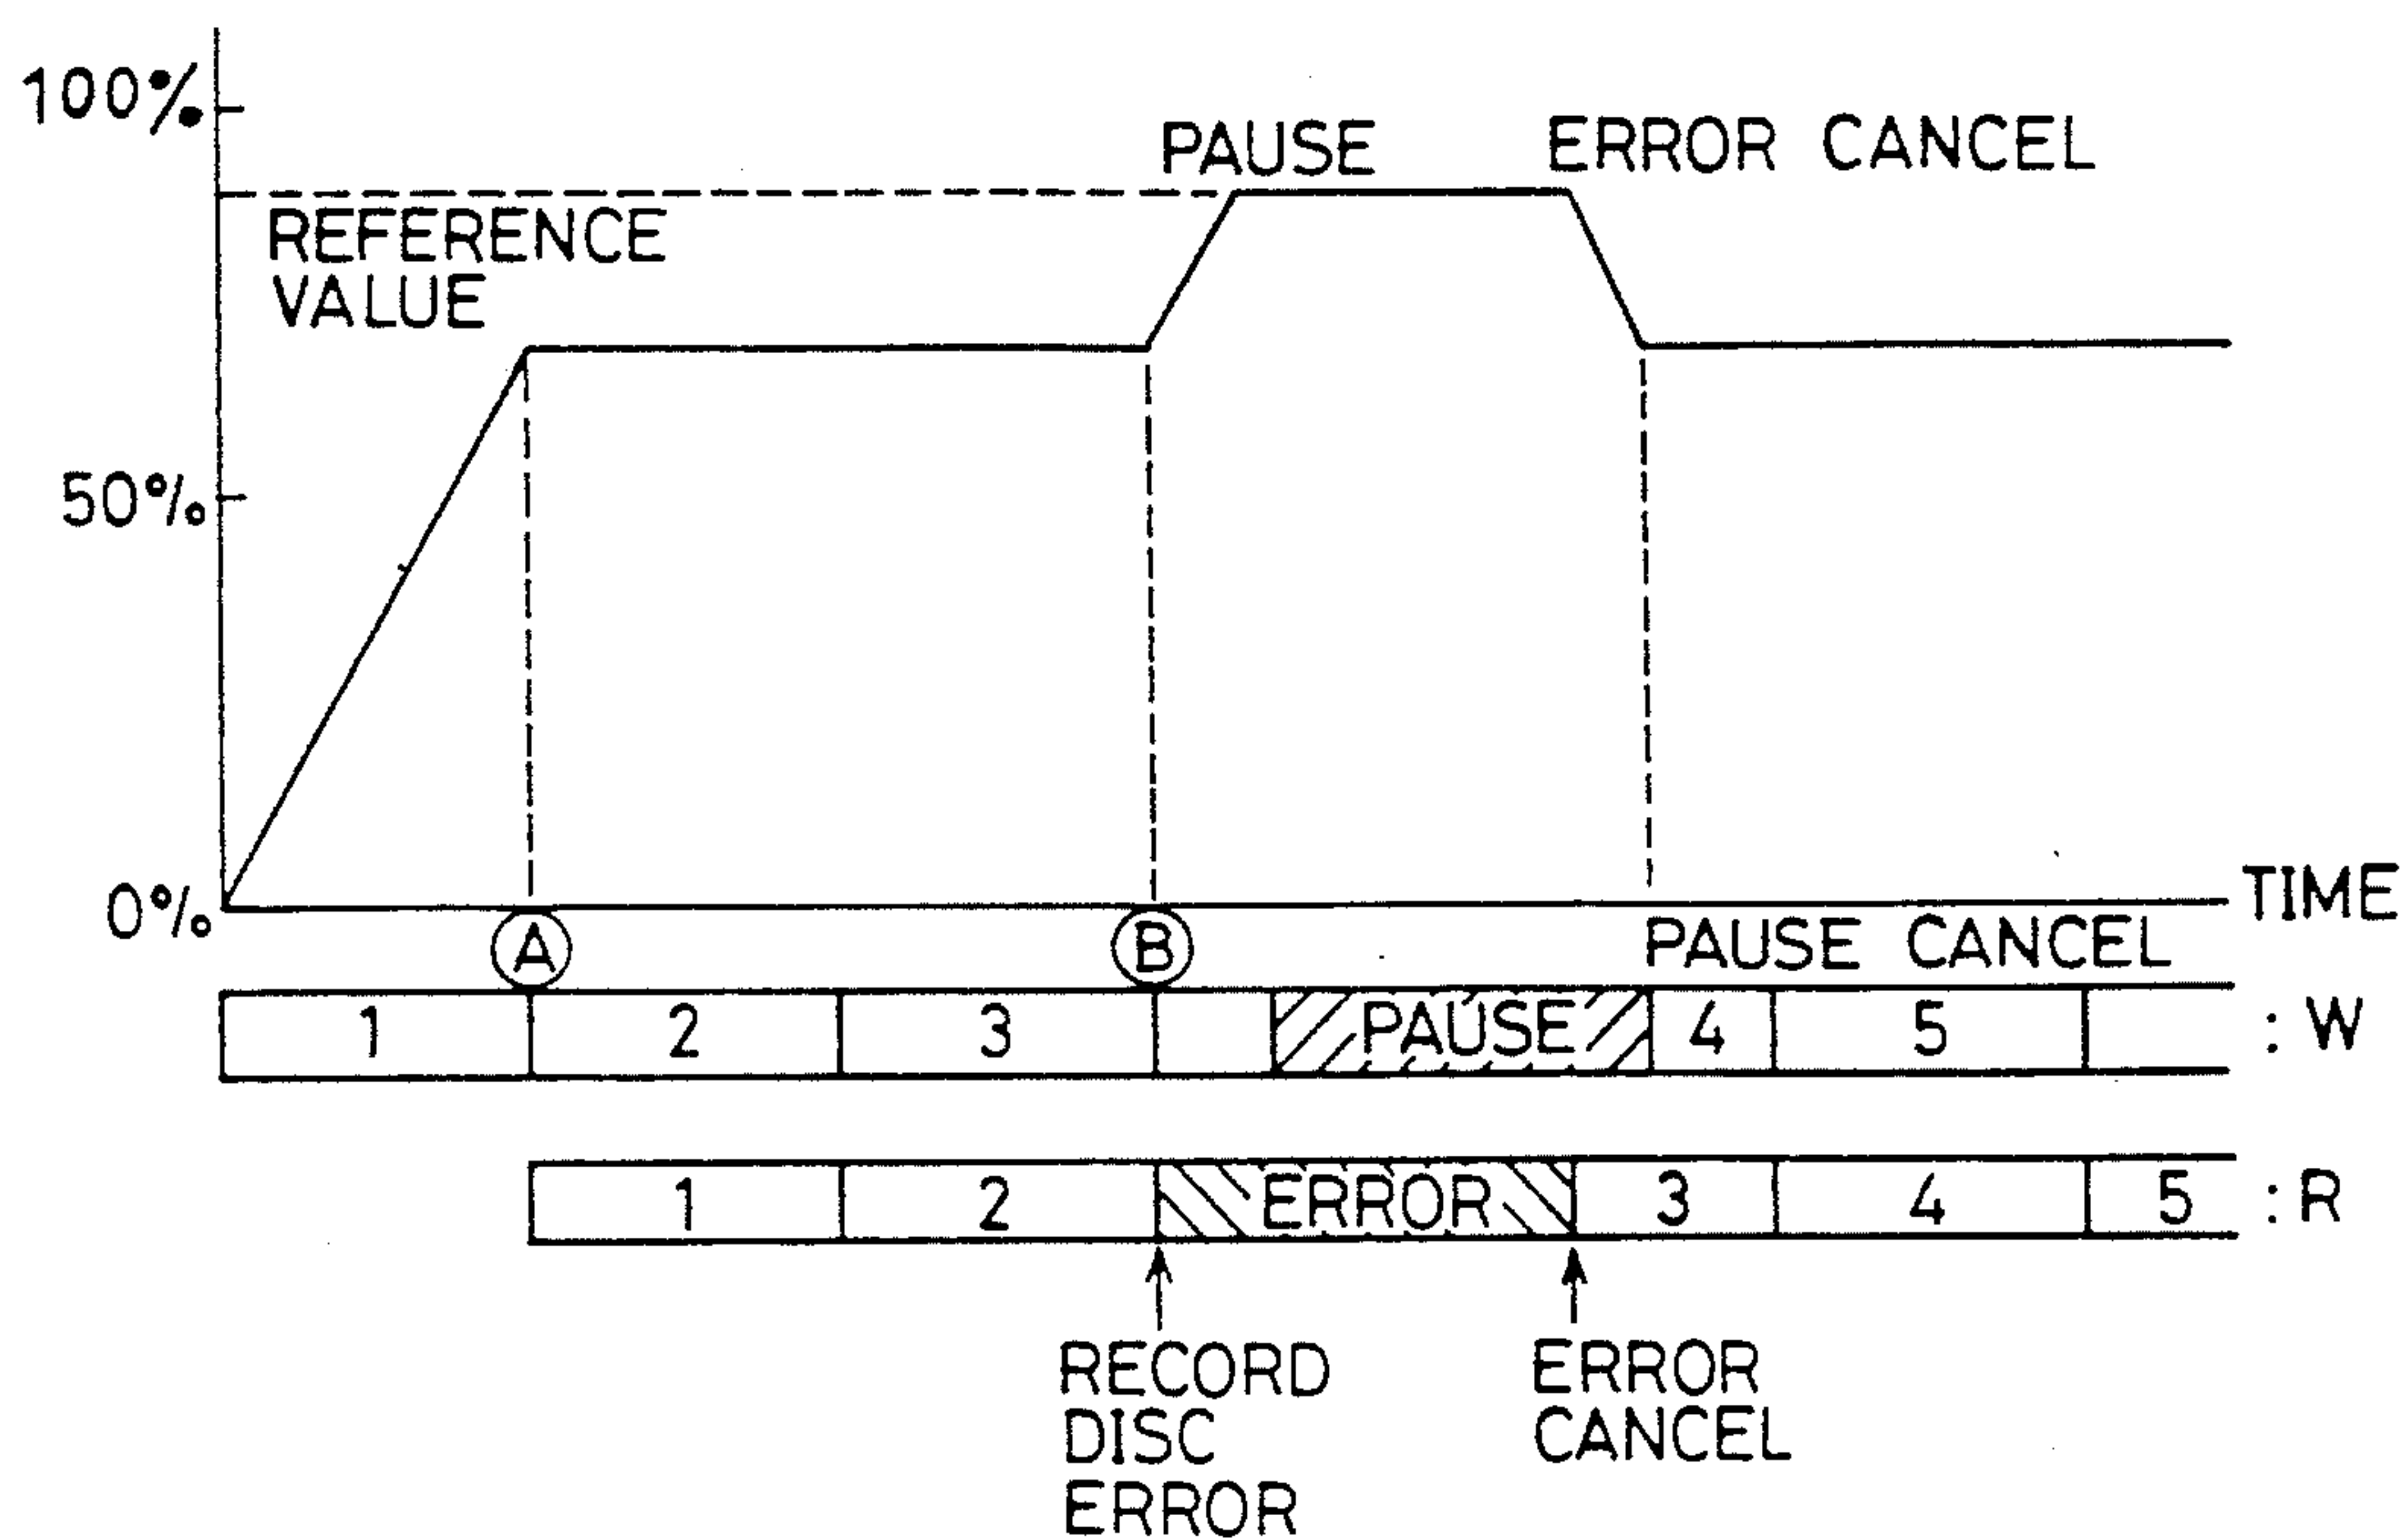 100%
PAUSE
ERROR CANCEL
REFERENCE
VALUE
50%
0%
TIME
A
B
PAUSE CANCEL
1 2 3 PAUSE 4 5 : W
1 2 ERROR 3 4 5 : R
RECORD
DISC
ERROR
ERROR
CANCEL